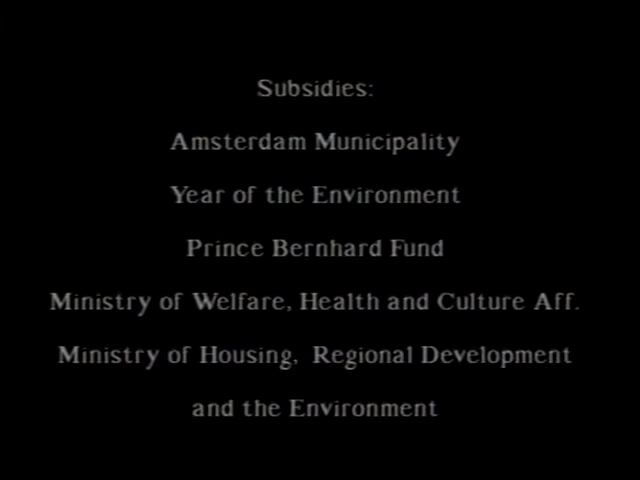 Subsidies:
Amsterdam Municipality
Year of the Environment
Prince Bernhard Fund
Ministry of Welfare, Health and Culture Aff.
Ministry of Housing, Regional Development
and the Environment